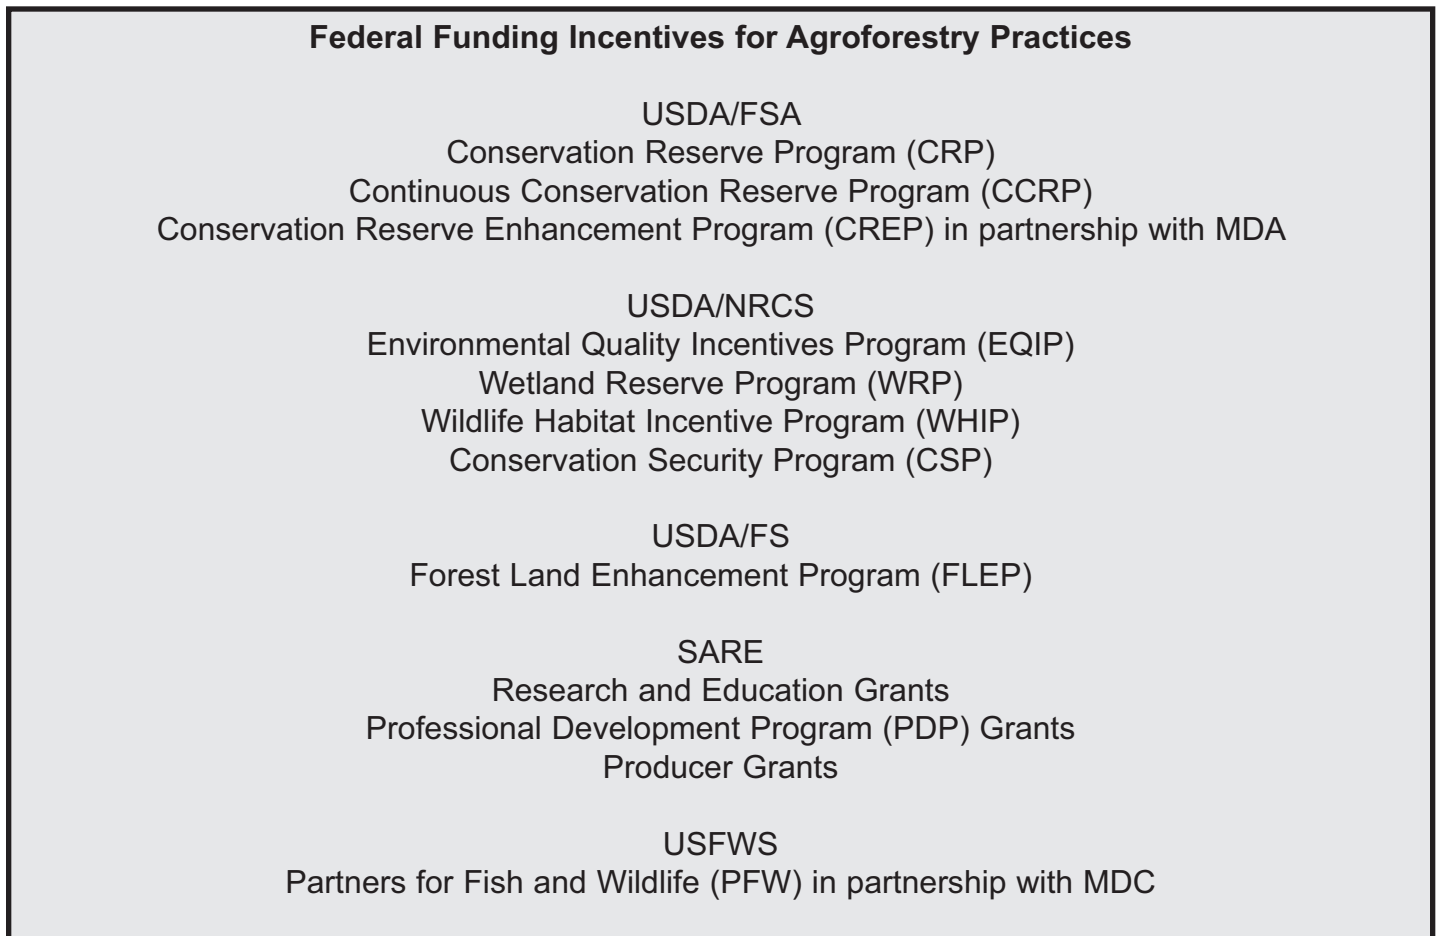 Federal Funding Incentives for Agroforestry Practices
USDA/FSA
Conservation Reserve Program (CRP)
Continuous Conservation Reserve Program (CCRP)
Conservation Reserve Enhancement Program (CREP) in partnership with MDA
USDA/NRCS
Environmental Quality Incentives Program (EQIP)
Wetland Reserve Program (WRP)
Wildlife Habitat Incentive Program (WHIP)
Conservation Security Program (CSP)
USDA/FS
Forest Land Enhancement Program (FLEP)
SARE
Research and Education Grants
Professional Development Program (PDP) Grants
Producer Grants
USFWS
Partners for Fish and Wildlife (PFW) in partnership with MDC